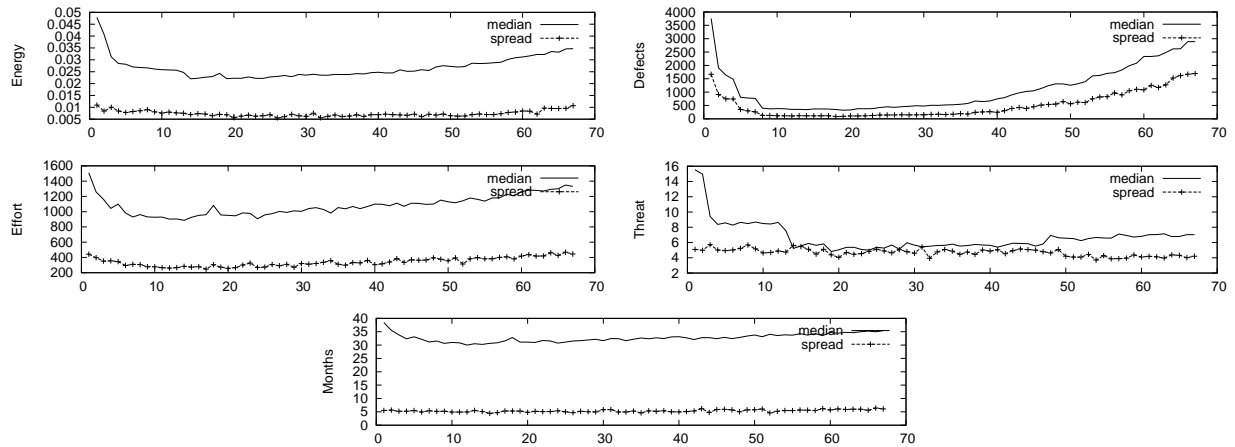 0.05
0.045
0.04
0.035
0.03
0.025
0.02
0.015
0.01
0.005
0 10 20 30 40 50 60 70
Energy
median
spread
4000
3500
3000
2500
2000
1500
1000
500
0
0 10 20 30 40 50 60 70
Defects
median
spread
1600
1400
1200
1000
800
600
400
200
0 10 20 30 40 50 60 70
Effort
median
spread
16
14
12
10
8
6
4
2
0 10 20 30 40 50 60 70
Threat
median
spread
40
35
30
25
20
15
10
5
0
0 10 20 30 40 50 60 70
Months
median
spread